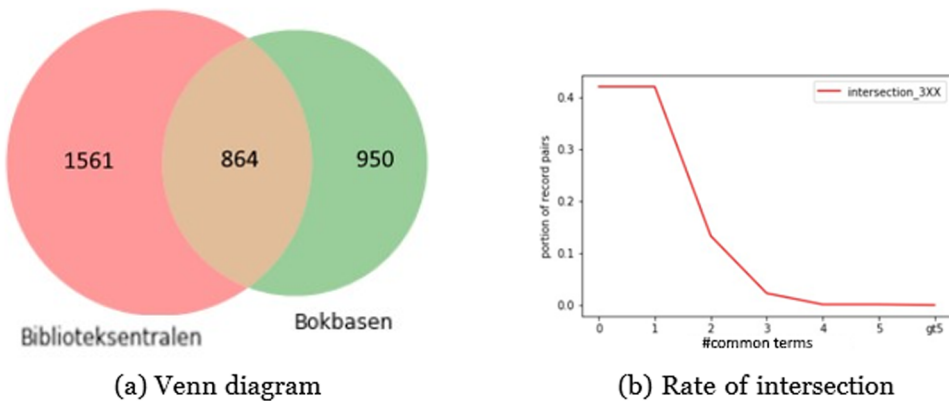 1561
864
950
Biblioteksentralen
Bokbasen
(a) Venn diagram
intersection_3XX
portion of record pairs
0.4
0.3
0.2
0.1
0.0
0 1 2 3 4 5 gt5
#common terms
(b) Rate of intersection